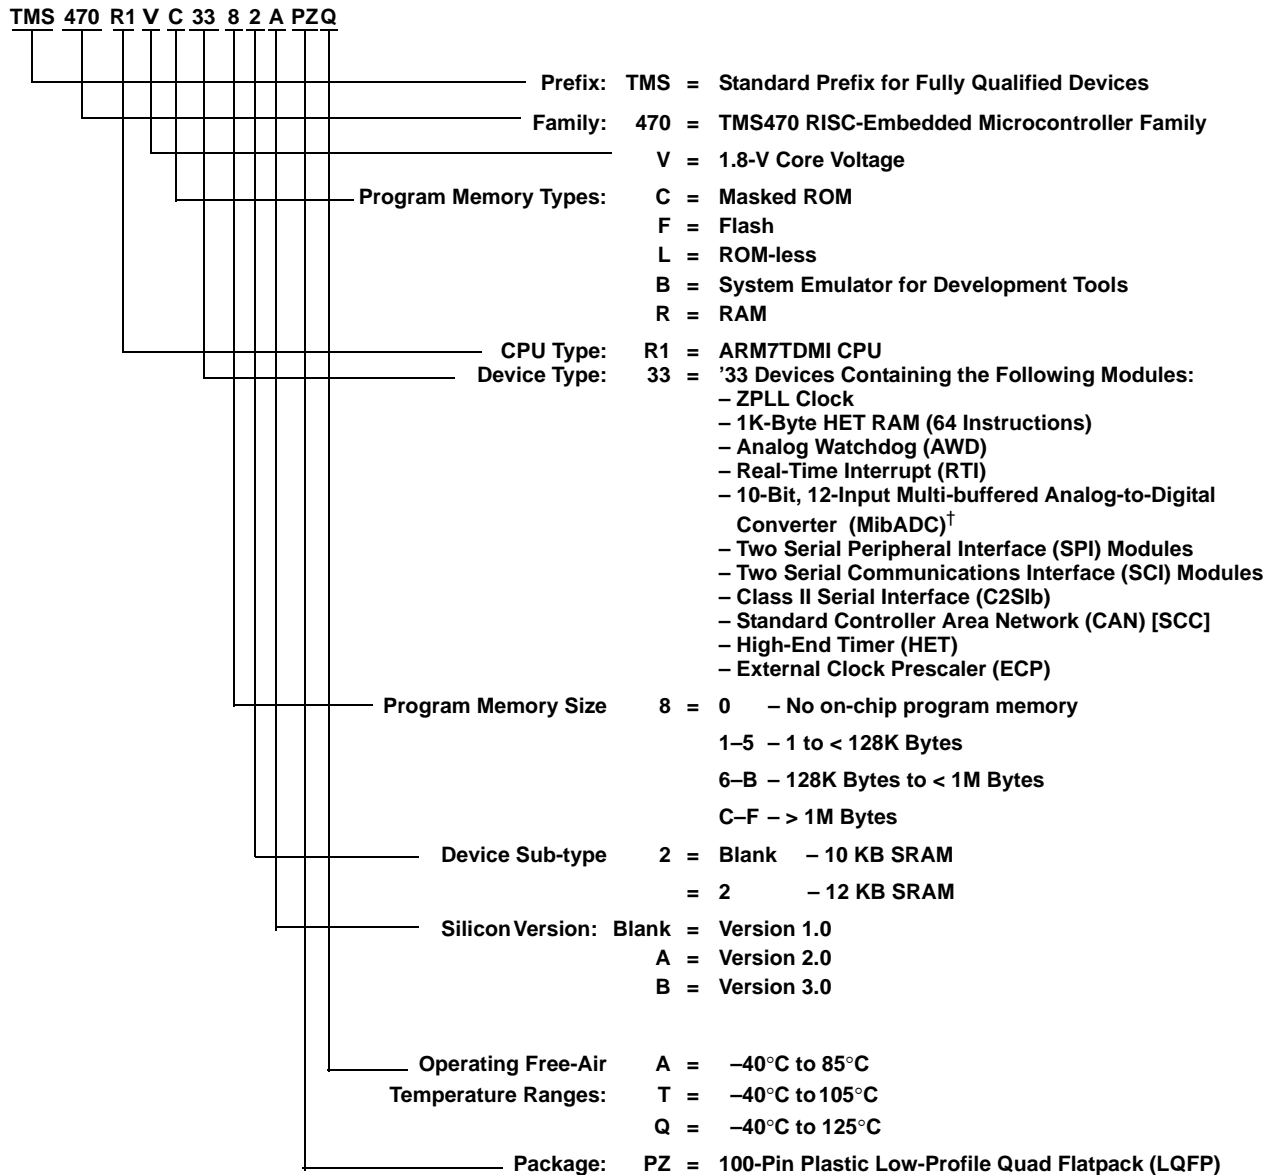 TMS 470 R1 V C 33 8 2 A PZ Q
Prefix: TMS = Standard Prefix for Fully Qualified Devices
Family: 470 = TMS470 RISC-Embedded Microcontroller Family
V = 1.8-V Core Voltage
Program Memory Types: C = Masked ROM
F = Flash
L = ROM-less
B = System Emulator for Development Tools
R = RAM
CPU Type: R1 = ARM7TDMI CPU
Device Type: 33 = ’33 Devices Containing the Following Modules:
– ZPLL Clock
– 1K-Byte HET RAM (64 Instructions)
– Analog Watchdog (AWD)
– Real-Time Interrupt (RTI)
– 10-Bit, 12-Input Multi-buffered Analog-to-Digital
Converter (MibADC)†
– Two Serial Peripheral Interface (SPI) Modules
– Two Serial Communications Interface (SCI) Modules
– Class II Serial Interface (C2SIb)
– Standard Controller Area Network (CAN) [SCC]
– High-End Timer (HET)
– External Clock Prescaler (ECP)
Program Memory Size 8 = 0 – No on-chip program memory
1–5 – 1 to < 128K Bytes
6–B – 128K Bytes to < 1M Bytes
C–F – > 1M Bytes
Device Sub-type 2 = Blank – 10 KB SRAM
= 2 – 12 KB SRAM
Silicon Version: Blank = Version 1.0
A = Version 2.0
B = Version 3.0
Operating Free-Air A = –40°C to 85°C
Temperature Ranges: T = –40°C to 105°C
Q = –40°C to 125°C
Package: PZ = 100-Pin Plastic Low-Profile Quad Flatpack (LQFP)